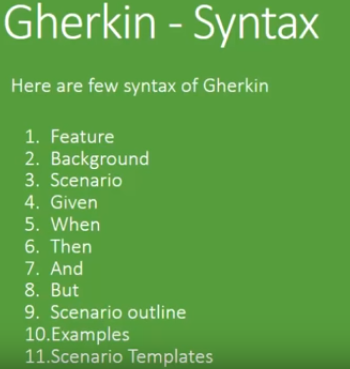 Gherkin - Syntax
Here are few syntax of Gherkin
1. Feature
2. Background
3. Scenario
4. Given
5. When
6. Then
7. And
8. But
9. Scenario outline
10.Examples
11.Scenario Templates